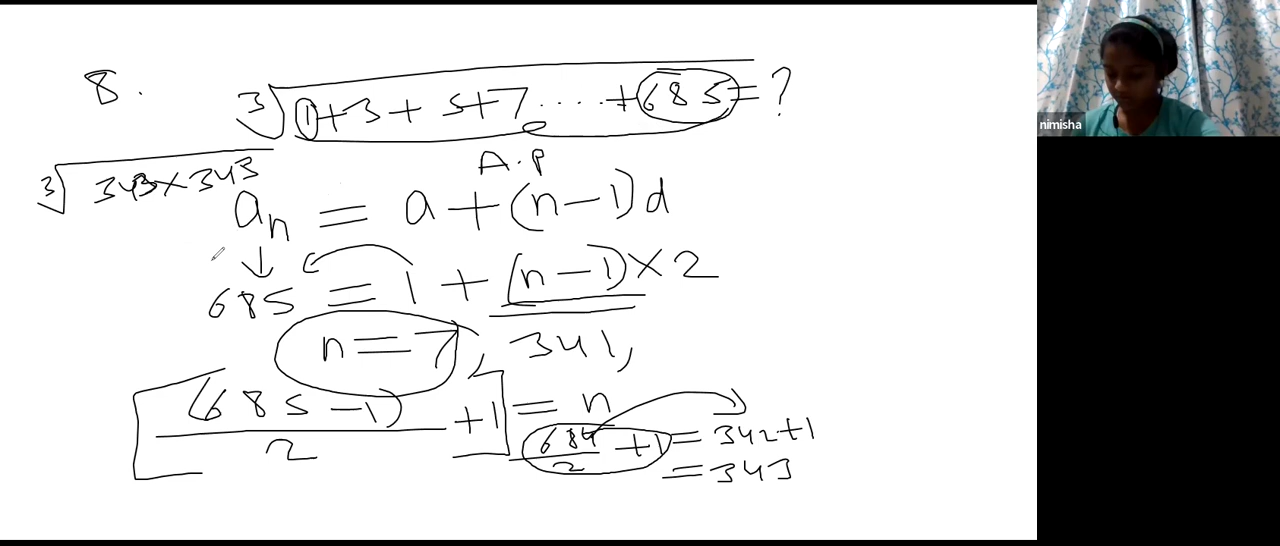 8. ∛(1+3+5+7.....+685) = ?
A.P
∛(343×343)
aₙ = a+(n-1)d
685 = 1+(n-1)×2
n=7, 341,
[(685-1)/2 +1] = n
684/2 +1 = 342+1
= 343
nimisha